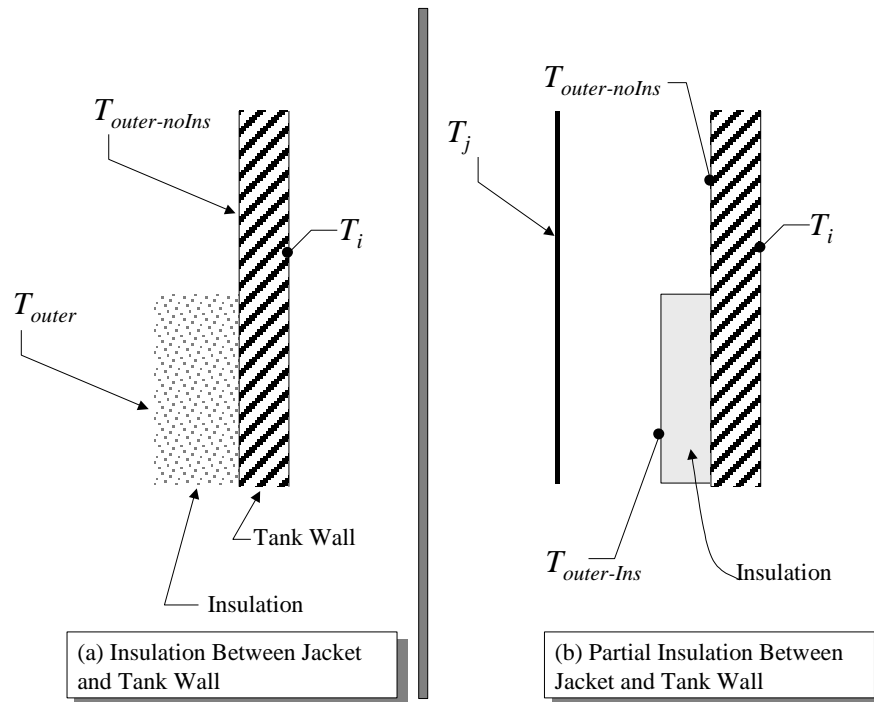 T_outer-noIns
T_i
T_outer
Tank Wall
Insulation
(a) Insulation Between Jacket
and Tank Wall
T_outer-noIns
T_j
T_i
T_outer-Ins
Insulation
(b) Partial Insulation Between
Jacket and Tank Wall